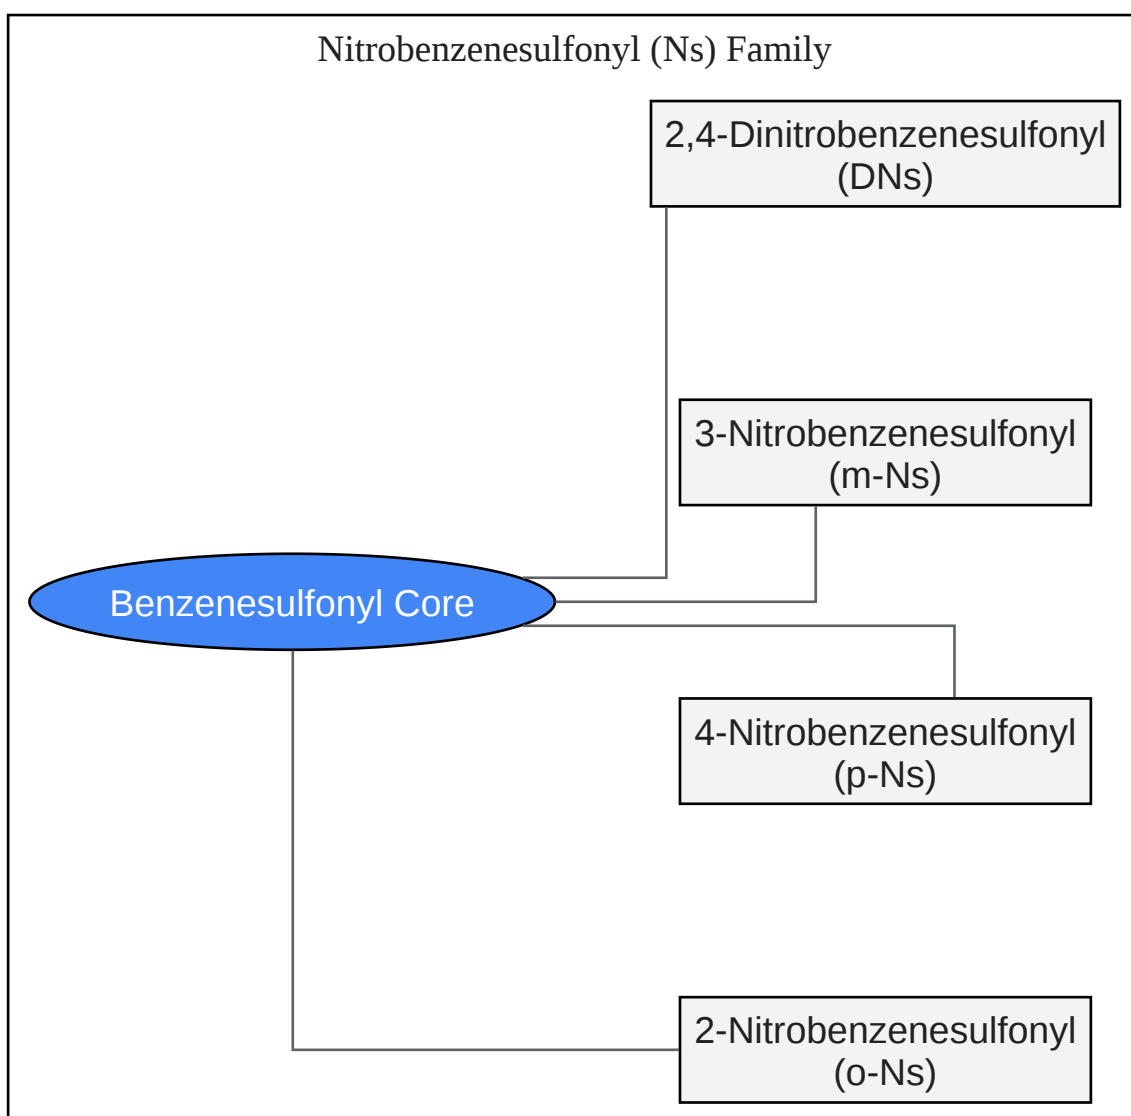 Nitrobenzenesulfonyl (Ns) Family
2,4-Dinitrobenzenesulfonyl
(DNs)
3-Nitrobenzenesulfonyl
(m-Ns)
Benzenesulfonyl Core
4-Nitrobenzenesulfonyl
(p-Ns)
2-Nitrobenzenesulfonyl
(o-Ns)